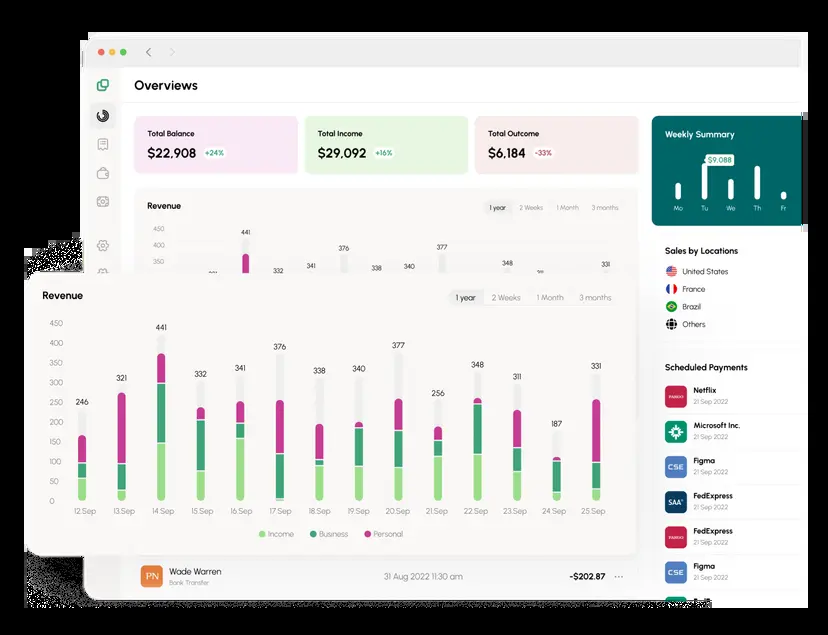 Overviews
Total Balance
$22,908 +24%
Total Income
$29,092 +16%
Total Outcome
$6,184 -33%
Weekly Summary
$9,088
Mo Tu We Th Fr
Revenue
1 year 2 Weeks 1 Month 3 months
450
400
350
441
332
341
376
338
340
377
348
331
Sales by Locations
United States
France
Brazil
Others
Revenue
1 year 2 Weeks 1 Month 3 months
450
400
350
300
250
200
150
100
50
0
246 321 441 332 341 376 338 340 377 256 348 311 187 331
12.Sep 13.Sep 14 Sep 15.Sep 16 Sep 17 Sep 18 Sep 19 Sep 20.Sep 21 Sep 22.Sep 23.Sep 24.Sep 25.Sep
Income Business Personal
Scheduled Payments
Netflix
21 Sep 2022
Microsoft Inc.
21 Sep 2022
CSE
Figma
21 Sep 2022
SAA
FedExpress
21 Sep 2022
FedExpress
21 Sep 2022
CSE
Figma
21 Sep 2022
PN
Wade Warren
Bank Transfer
31 Aug 2022 11:30 am
-$202.87